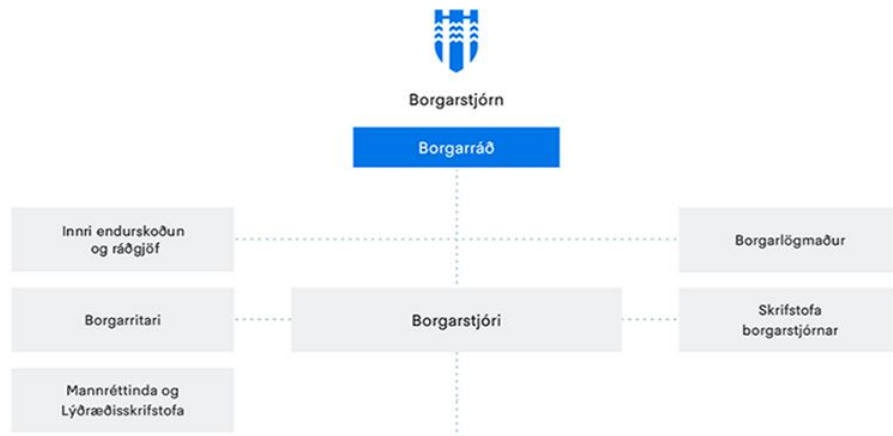 Borgarstjórn
Borgarráð
Innri endurskoðun
og ráðgjöf
Borgarlögmaður
Borgarritari
Borgarstjóri
Skrifstofa
borgarstjórnar
Mannréttinda og
Lýðræðisskrifstofa